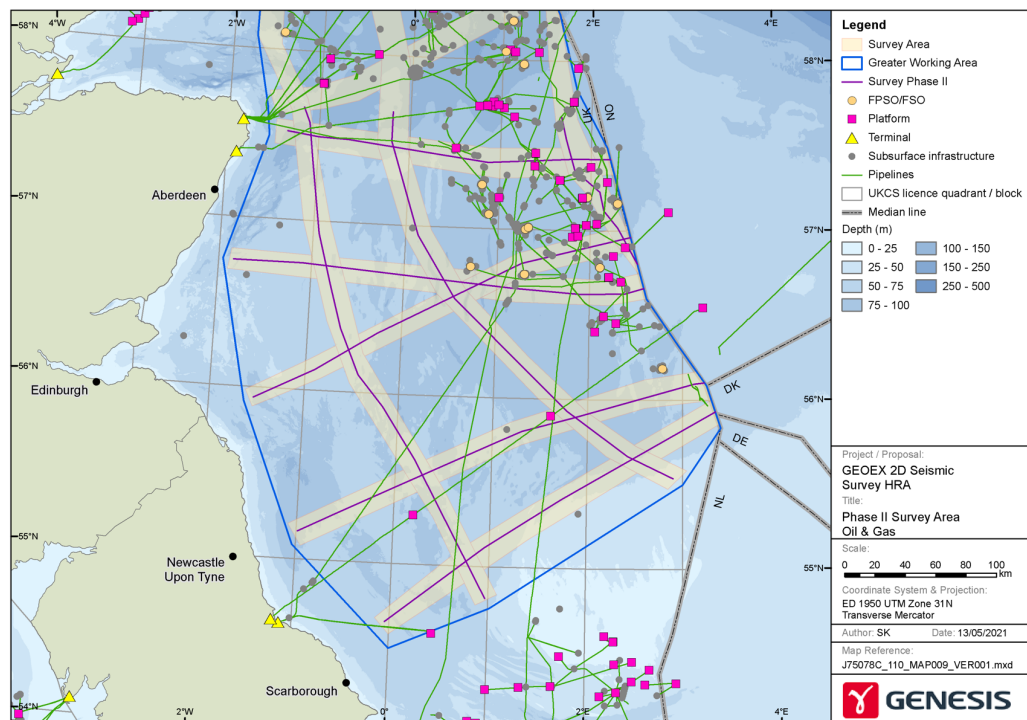 58°N
4°W
2°W
0°
2°E
4°E
58°N
NO
UK
57°N
Aberdeen
57°N
56°N
Edinburgh
56°N
DK
DE
NL
55°N
Newcastle
Upon Tyne
55°N
Scarborough
54°N
2°W
0°
2°E
4°E
Legend
Survey Area
Greater Working Area
Survey Phase II
FPSO/FSO
Platform
Terminal
Subsurface infrastructure
Pipelines
UKCS licence quadrant / block
Median line
Depth (m)
0 - 25
25 - 50
50 - 75
75 - 100
100 - 150
150 - 250
250 - 500
Project / Proposal:
GEOEX 2D Seismic
Survey HRA
Title:
Phase II Survey Area
Oil & Gas
Scale:
0 20 40 60 80 100
km
Coordinate System & Projection:
ED 1950 UTM Zone 31N
Transverse Mercator
Author: SK Date: 13/05/2021
Map Reference:
J75078C_110_MAP009_VER001.mxd
GENESIS